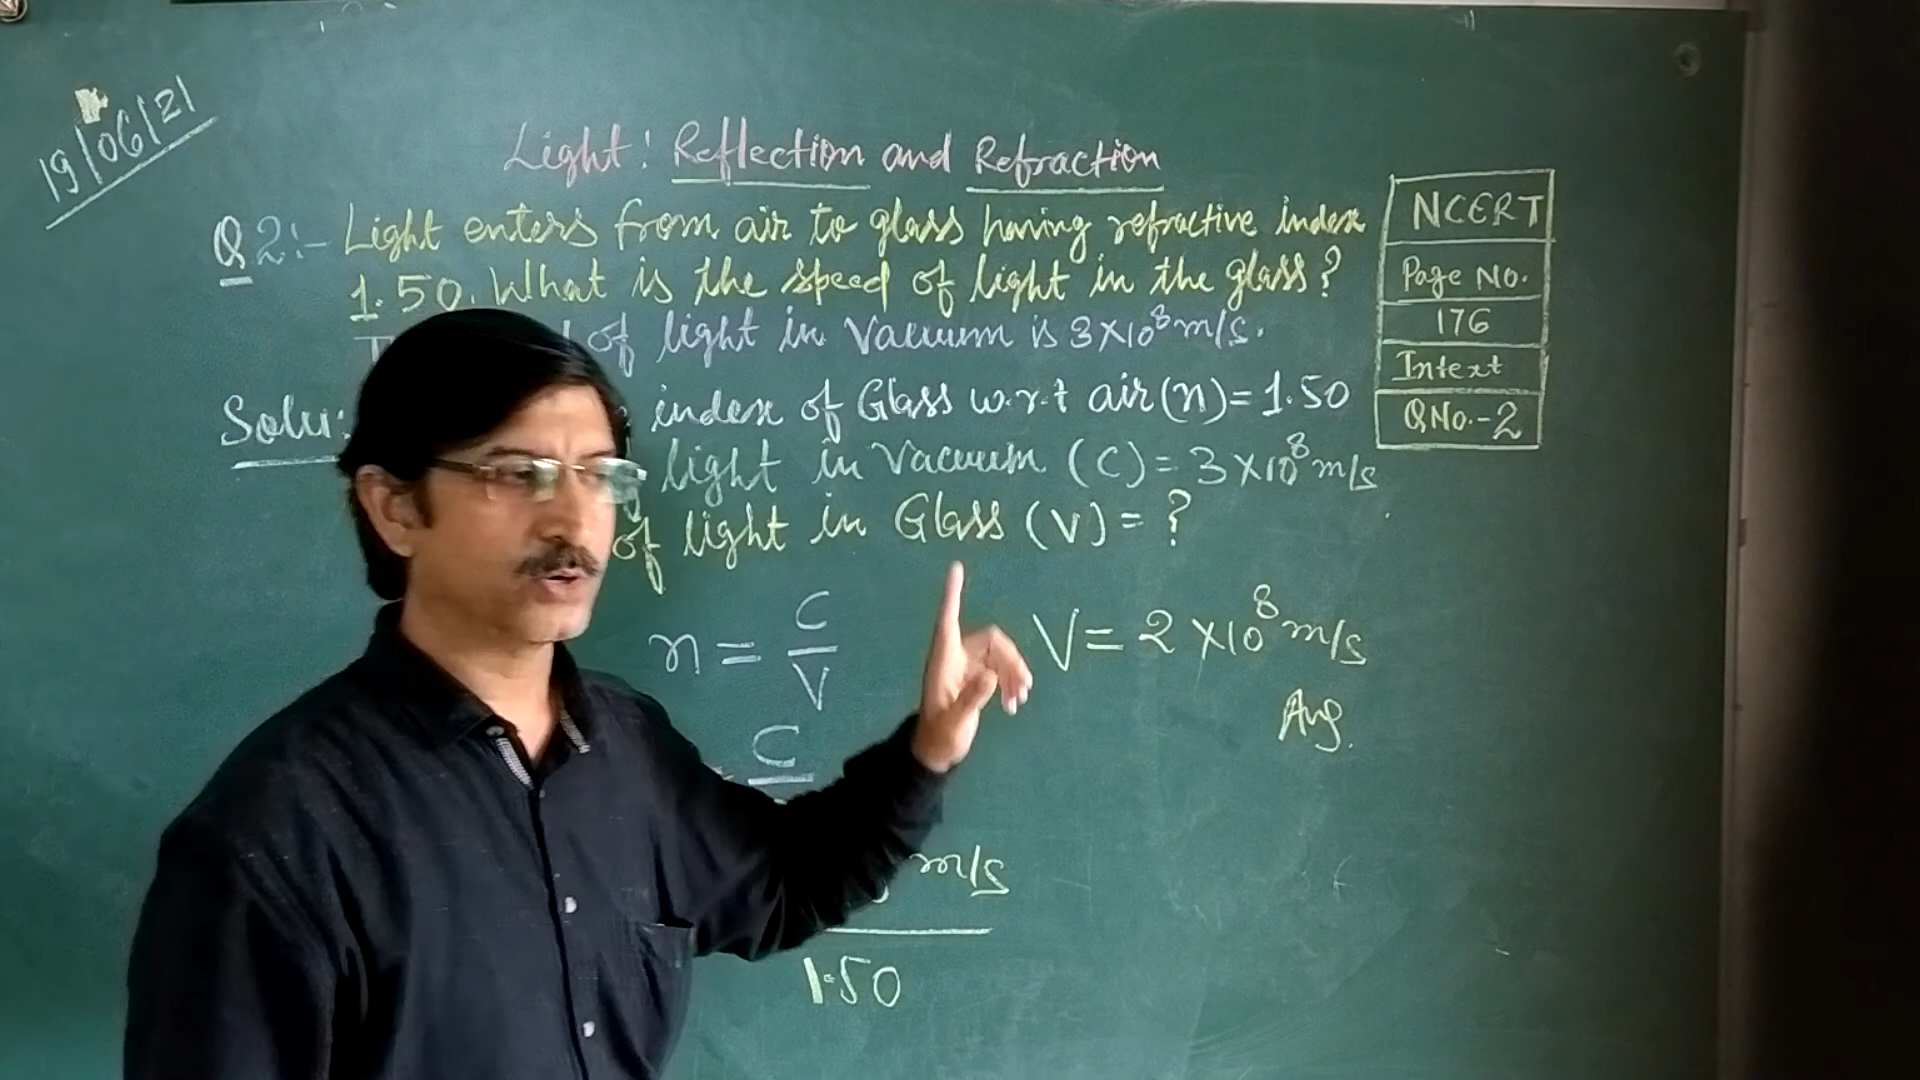 19/06/21
Light: Reflection and Refraction
Q2:- Light enters from air to glass having refractive index
1.50. What is the speed of light in the glass?
of light in Vacuum is 3×10⁸ m/s.
Solu: index of Glass w.r.t air (n) = 1.50
light in Vacuum (C) = 3×10⁸ m/s
of light in Glass (V) = ?
n = C/V
V = 2×10⁸ m/s
Ans.
C
m/s
1.50
NCERT
Page No.
176
Intext
QNo.-2